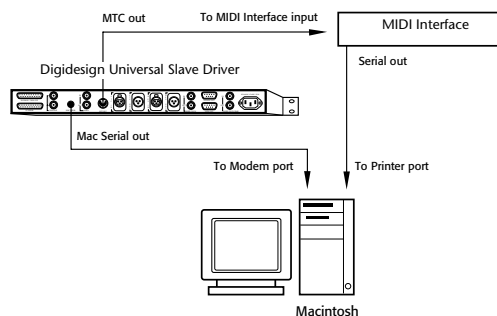 MTC out
To MIDI Interface input
MIDI Interface
Digidesign Universal Slave Driver
Serial out
Mac Serial out
To Modem port
To Printer port
Macintosh